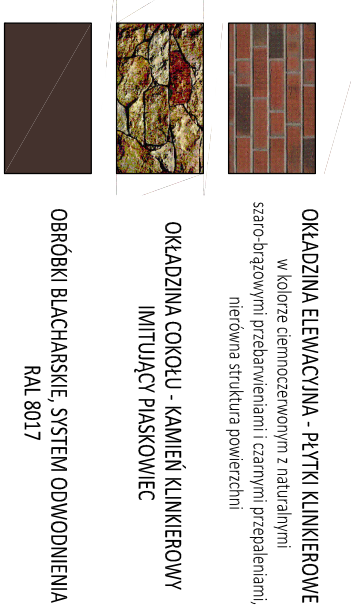 OKŁADZINA ELEWACYJNA - PŁYTKI KLINKIEROWE
w kolorze ciemnoczerwonym z naturalnymi
szaro-brązowymi przebarwieniami i czarnymi przepaleniami,
nierówna struktura powierzchni
OKŁADZINA COKOŁU - KAMIEŃ KLINKIEROWY
IMITUJĄCY PIASKOWIEC
OBRÓBKI BLACHARSKIE, SYSTEM ODWODNIENIA
RAL 8017